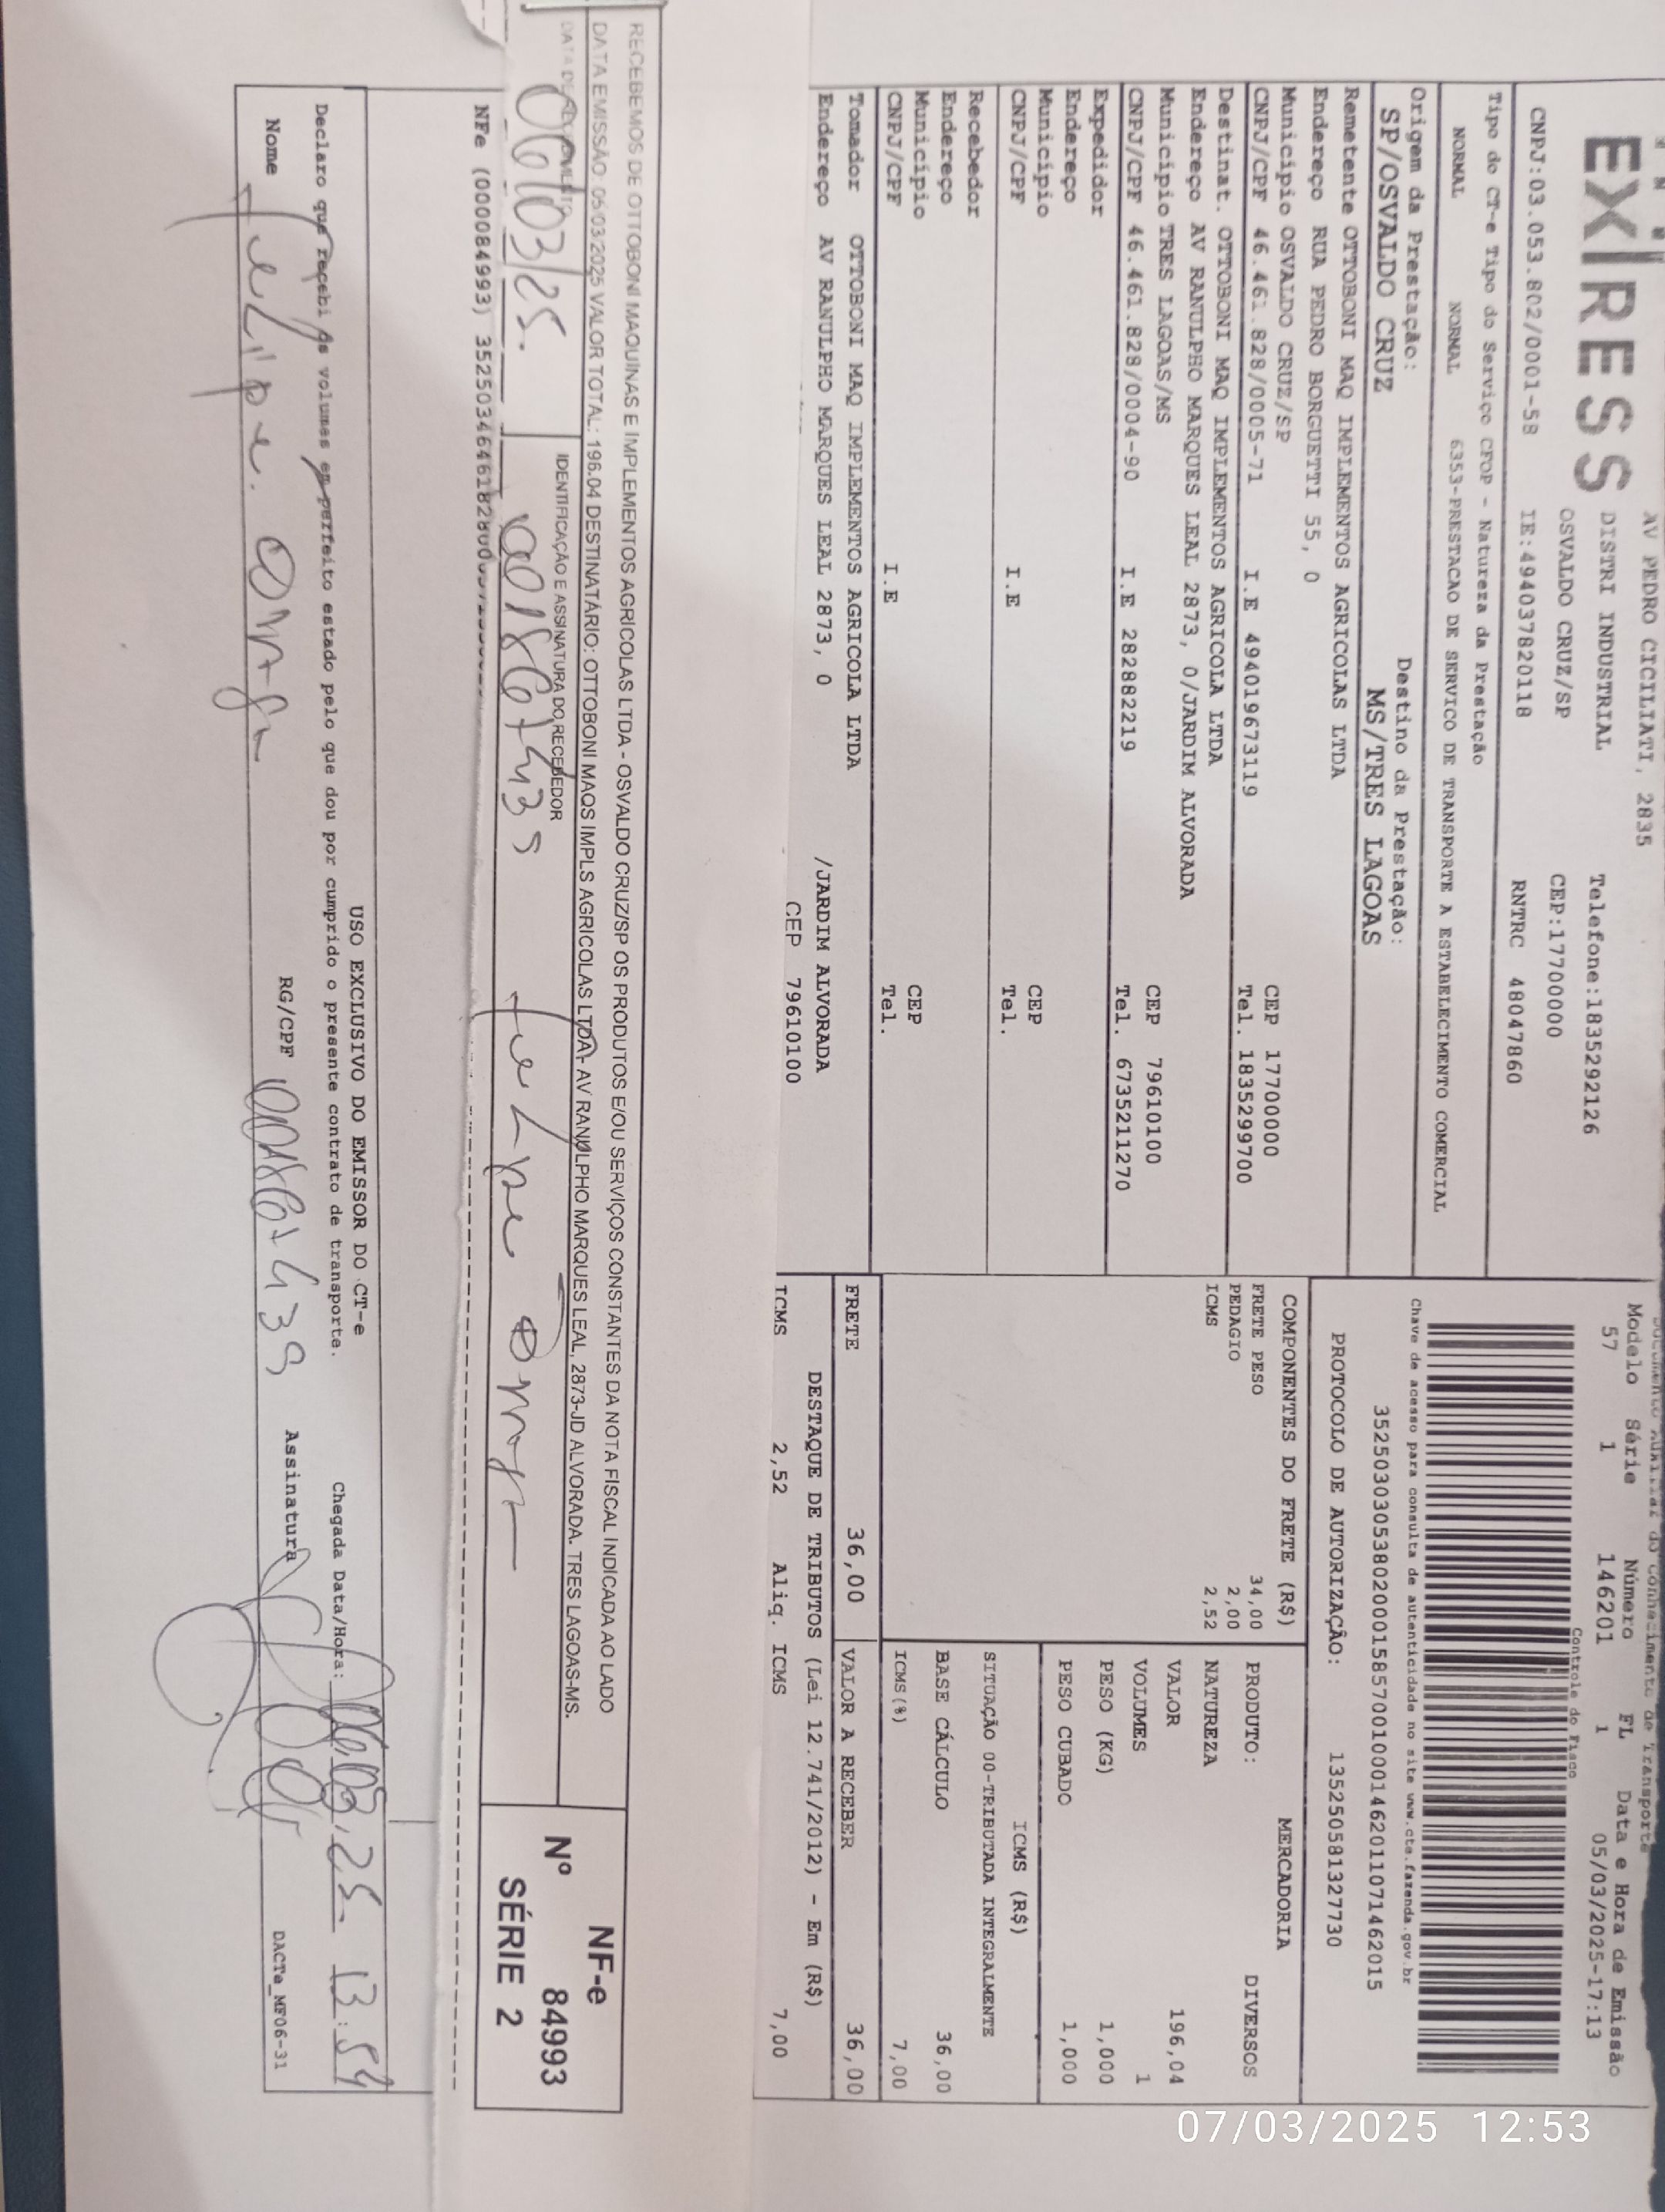 EXPRESS
AV PEDRO CICILIATI, 2835
DISTRI INDUSTRIAL Telefone:1835292126
OSVALDO CRUZ/SP CEP:17700000
CNPJ:03.053.802/0001-58 IE:494037820118 RNTRC 48047860
Tipo do CT-e Tipo do Serviço CFOP - Natureza da Prestação
NORMAL NORMAL 6353-PRESTACAO DE SERVICO DE TRANSPORTE A ESTABELECIMENTO COMERCIAL
Origem da Prestação: Destino da Prestação:
SP/OSVALDO CRUZ MS/TRES LAGOAS
Remetente OTTOBONI MAQ IMPLEMENTOS AGRICOLAS LTDA
Endereço RUA PEDRO BORGUETTI 55, 0
Município OSVALDO CRUZ/SP CEP 17700000
CNPJ/CPF 46.461.828/0005-71 I.E 494019673119 Tel. 1835299700
Destinat. OTTOBONI MAQ IMPLEMENTOS AGRICOLA LTDA
Endereço AV RANULPHO MARQUES LEAL 2873, 0/JARDIM ALVORADA
Município TRES LAGOAS/MS CEP 79610100
CNPJ/CPF 46.461.828/0004-90 I.E 282882219 Tel. 6735211270
Expedidor
Endereço
Município CEP
CNPJ/CPF I.E Tel.
Recebedor
Endereço
Município CEP
CNPJ/CPF I.E Tel.
Tomador OTTOBONI MAQ IMPLEMENTOS AGRICOLA LTDA
Endereço AV RANULPHO MARQUES LEAL 2873, 0 /JARDIM ALVORADA
CEP 79610100
Documento Auxiliar do Conhecimento de Transporte
Modelo Série Número FL Data e Hora de Emissão
57 1 146201 1 05/03/2025-17:13
Controle do Fisco
Chave de acesso para consulta de autenticidade no site www.cte.fazenda.gov.br
35250303053802000158570010001462011071462015
PROTOCOLO DE AUTORIZAÇÃO: 135250581327730
COMPONENTES DO FRETE (R$)
FRETE PESO 34,00
PEDAGIO 2,00
ICMS 2,52
MERCADORIA
PRODUTO: DIVERSOS
NATUREZA
VALOR 196,04
VOLUMES 1
PESO (KG) 1,000
PESO CUBADO 1,000
ICMS (R$)
SITUAÇÃO 00-TRIBUTADA INTEGRALMENTE
BASE CÁLCULO 36,00
ICMS(%) 7,00
FRETE 36,00 VALOR A RECEBER 36,00
DESTAQUE DE TRIBUTOS (Lei 12.741/2012) - Em (R$)
ICMS 2,52 Aliq. ICMS 7,00
RECEBEMOS DE OTTOBONI MAQUINAS E IMPLEMENTOS AGRICOLAS LTDA - OSVALDO CRUZ/SP OS PRODUTOS E/OU SERVIÇOS CONSTANTES DA NOTA FISCAL INDICADA AO LADO
DATA EMISSÃO: 05/03/2025 VALOR TOTAL: 196.04 DESTINATÁRIO: OTTOBONI MAQS IMPLS AGRICOLAS LTDA - AV RANULPHO MARQUES LEAL, 2873-JD ALVORADA. TRES LAGOAS-MS.
IDENTIFICAÇÃO E ASSINATURA DO RECEBEDOR
06/03/25.
NF-e
Nº 84993
SÉRIE 2
NFe (000084993)
USO EXCLUSIVO DO EMISSOR DO CT-e
Declaro que recebi os volumes em perfeito estado pelo que dou por cumprido o presente contrato de transporte. Chegada Data/Hora: 06,03,25 13:54
Nome Felipe RG/CPF Assinatura
DACTe_MF06-31
07/03/2025 12:53